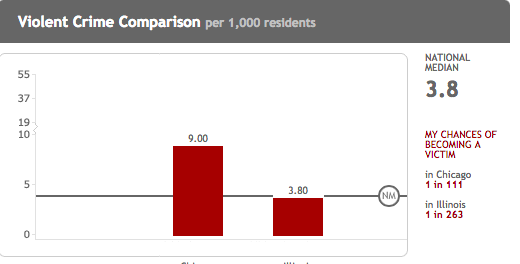 Violent Crime Comparison per 1,000 residents
NATIONAL
MEDIAN
3.8
55
37
19
10
5
0
9.00
3.80
NM
MY CHANCES OF
BECOMING A
VICTIM
in Chicago
1 in 111
in Illinois
1 in 263